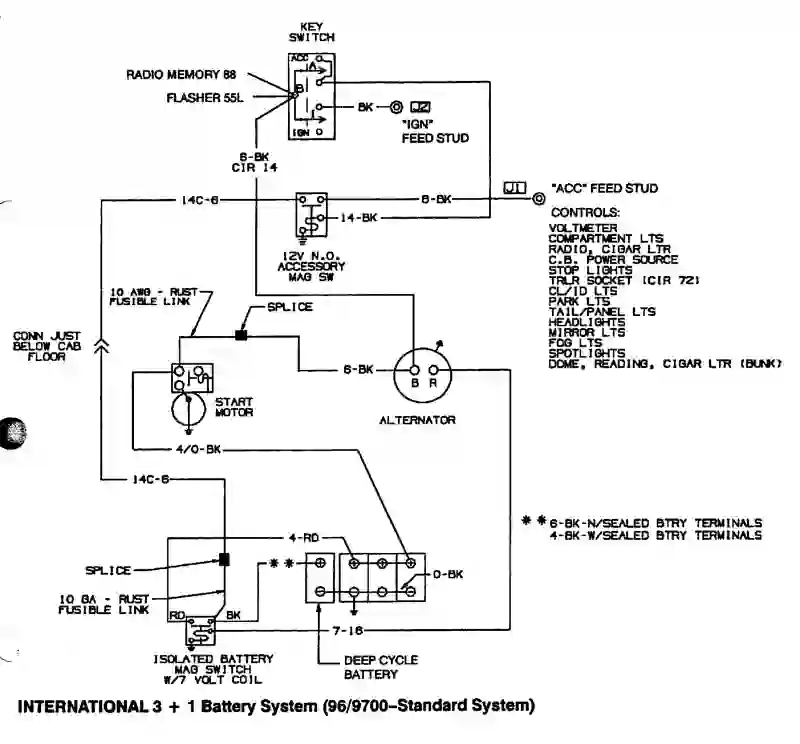 KEY
SWITCH
ACC
A
RADIO MEMORY 88
B
FLASHER 55L
BK
J2
IGN
"IGN"
FEED STUD
6-BK
CIR 14
14C-6
6-BK
J1
"ACC" FEED STUD
14-BK
CONTROLS:
VOLTMETER
COMPARTMENT LTS
RADIO, CIGAR LTR
C.B. POWER SOURCE
STOP LIGHTS
TRLR SOCKET (CIR 72)
CL/ID LTS
PARK LTS
TAIL/PANEL LTS
HEADLIGHTS
MIRROR LTS
FOG LTS
SPOTLIGHTS
DOME, READING, CIGAR LTR (BUNK)
12V N.O.
ACCESSORY
MAG SW
10 AWG - RUST
FUSIBLE LINK
SPLICE
CONN JUST
BELOW CAB
FLOOR
6-BK
B R
START
MOTOR
ALTERNATOR
4/0-BK
14C-6
** 6-BK-N/SEALED BTRY TERMINALS
4-BK-W/SEALED BTRY TERMINALS
4-RD
SPLICE
**
0-BK
10 GA - RUST
FUSIBLE LINK
RD
BK
7-16
ISOLATED BATTERY
MAG SWITCH
W/7 VOLT COIL
DEEP CYCLE
BATTERY
INTERNATIONAL 3 + 1 Battery System (96/9700-Standard System)